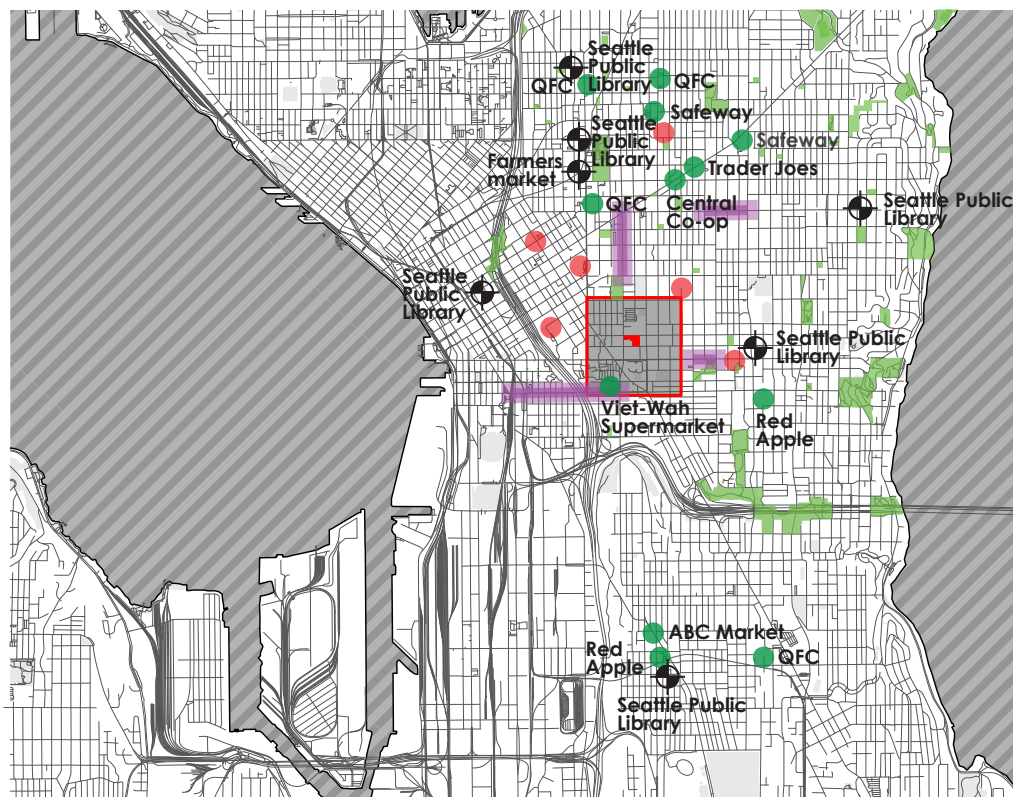 Seattle
Public
Library
QFC
QFC
Safeway
Seattle
Public
Library
Safeway
Farmers
market
Trader Joes
Central
Co-op
QFC
Seattle Public
Library
Seattle
Public
Library
Seattle Public
Library
Viet-Wah
Supermarket
Red
Apple
ABC Market
Red
Apple
QFC
Seattle Public
Library